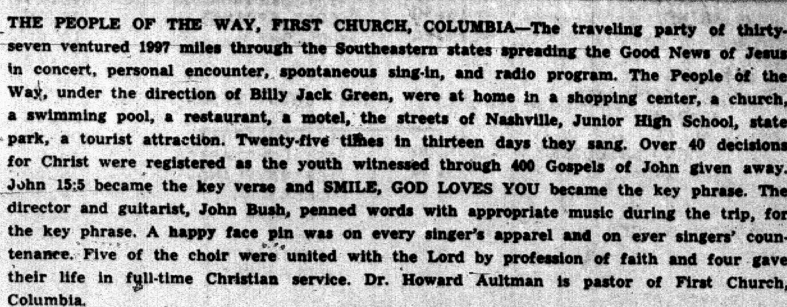 THE PEOPLE OF THE WAY, FIRST CHURCH, COLUMBIA—The traveling party of thirty-
seven ventured 1997 miles through the Southeastern states spreading the Good News of Jesus
in concert, personal encounter, spontaneous sing-in, and radio program. The People of the
Way, under the direction of Billy Jack Green, were at home in a shopping center, a church,
a swimming pool, a restaurant, a motel, the streets of Nashville, Junior High School, state
park, a tourist attraction. Twenty-five times in thirteen days they sang. Over 40 decisions
for Christ were registered as the youth witnessed through 400 Gospels of John given away.
John 15:5 became the key verse and SMILE, GOD LOVES YOU became the key phrase. The
director and guitarist, John Bush, penned words with appropriate music during the trip, for
the key phrase. A happy face pin was on every singer's apparel and on ever singers' coun-
tenance. Five of the choir were united with the Lord by profession of faith and four gave
their life in full-time Christian service. Dr. Howard Aultman is pastor of First Church,
Columbia.